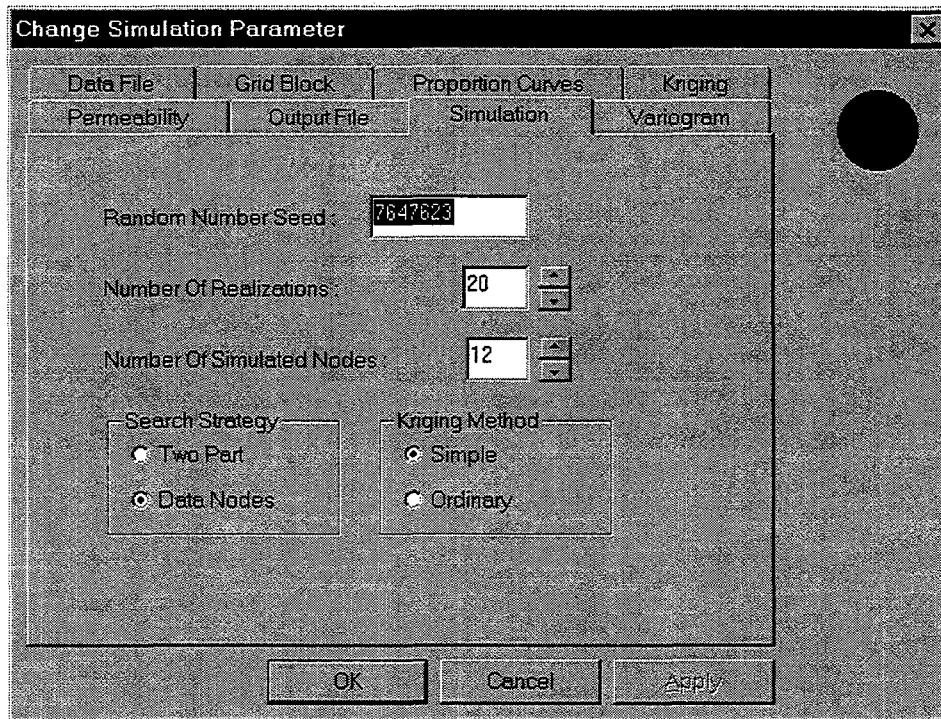 Change Simulation Parameter
Data File Grid Block Proportion Curves Kriging
Permeability Output File Simulation Variogram
Random Number Seed : 7647623
Number Of Realizations : 20
Number Of Simulated Nodes : 12
Search Strategy Kriging Method
Two Part Simple
Data Nodes Ordinary
OK Cancel Apply